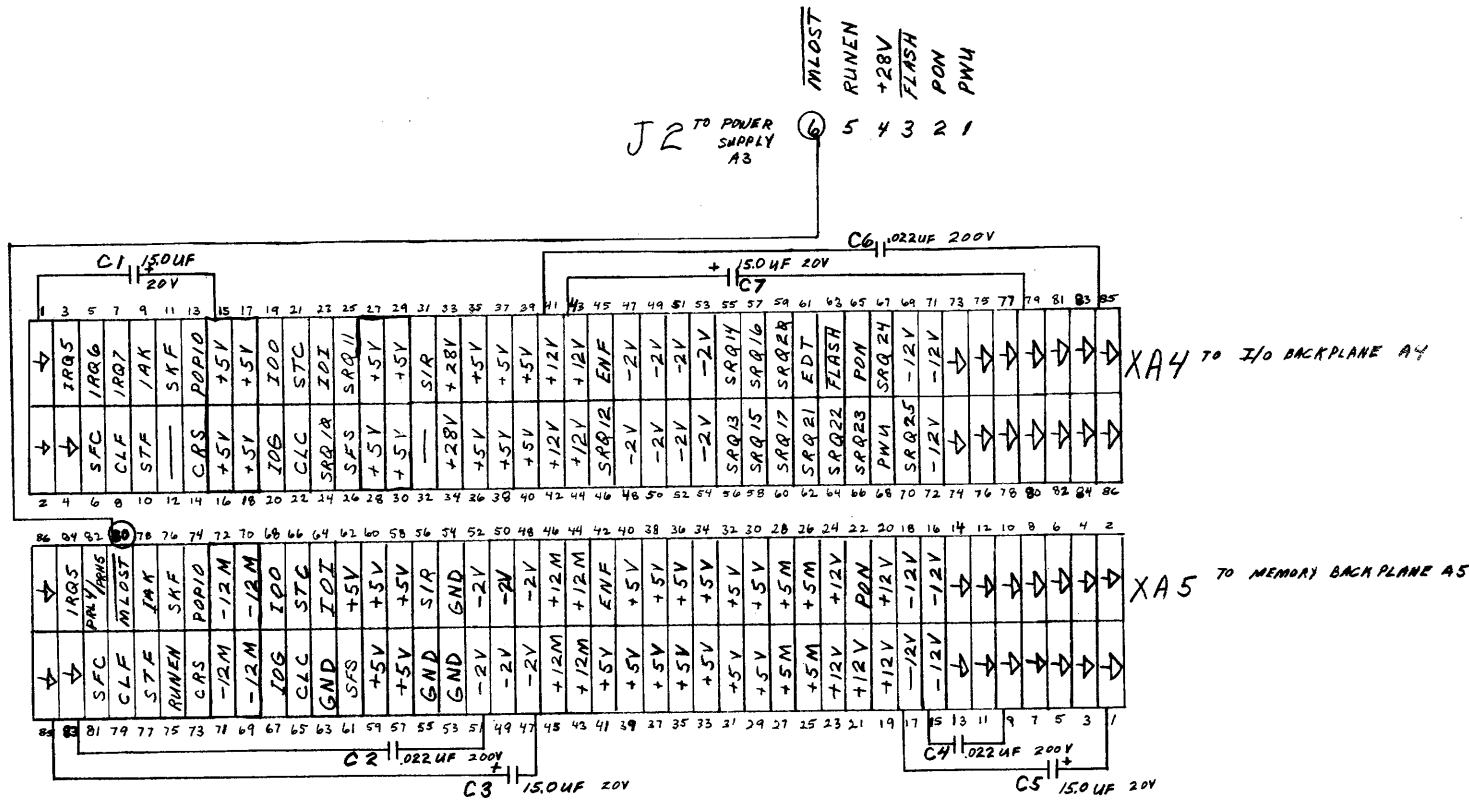 MLOST RUNEN +28V FLASH PON PWU
J2 TO POWER SUPPLY A3 6 5 4 3 2 1
C6 .022UF 200V
C1 15.0UF 20V
+ 15.0UF 20V C7
1 3 5 7 9 11 13 15 17 19 21 23 25 27 29 31 33 35 37 39 41 43 45 47 49 51 53 55 57 59 61 63 65 67 69 71 73 75 77 79 81 83 85
IRQ5 IRQ6 IRQ7 IAK SKF POPIO +5V +5V IOO STC IOI SRQ11 +5V +5V SIR +28V +5V +5V +5V +12V +12V ENF -2V -2V -2V -2V SRQ14 SRQ16 SRQ20 EDT FLASH PON SRQ24 -12V -12V
XA4 TO I/O BACKPLANE A4
SFC CLF STF — CRS +5V +5V IOG CLC SRQ10 SFS +5V +5V — +28V +5V +5V +5V +12V +12V SRQ12 -2V -2V -2V -2V SRQ13 SRQ15 SRQ17 SRQ21 SRQ22 SRQ23 PWU SRQ25 -12V
2 4 6 8 10 12 14 16 18 20 22 24 26 28 30 32 34 36 38 40 42 44 46 48 50 52 54 56 58 60 62 64 66 68 70 72 74 76 78 80 82 84 86
86 84 82 80 78 76 74 72 70 68 66 64 62 60 58 56 54 52 50 48 46 44 42 40 38 36 34 32 30 28 26 24 22 20 18 16 14 12 10 8 6 4 2
IRQ5 PRL4/PRH5 MLOST IAK SKF POPIO -12M -12M IOO STC IOI +5V +5V +5V SIR GND -2V -2V -2V +12M +12M ENF +5V +5V +5V +5V +5V +5V +5M +5M +12V PON +12V -12V -12V
XA5 TO MEMORY BACKPLANE A5
SFC CLF STF RUNEN CRS -12M -12M IOG CLC GND SFS +5V +5V GND GND -2V -2V -2V +12M +12M +5V +5V +5V +5V +5V +5V +5V +5M +5M +12V +12V +12V -12V -12V
85 83 81 79 77 75 73 71 69 67 65 63 61 59 57 55 53 51 49 47 45 43 41 39 37 35 33 31 29 27 25 23 21 19 17 15 13 11 9 7 5 3 1
C2 .022UF 200V
C4 .022UF 200V
C3 + 15.0UF 20V
C5 + 15.0UF 20V